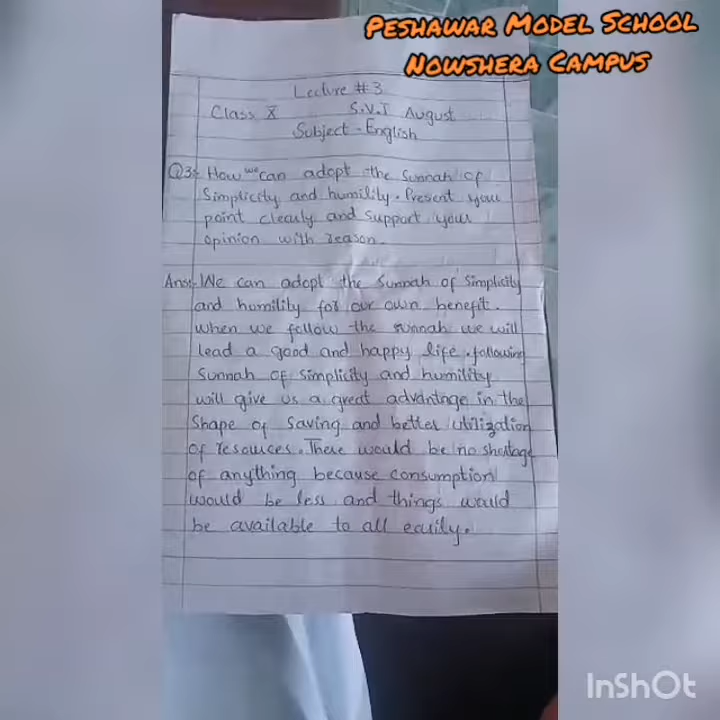 PESHAWAR MODEL SCHOOL
NOWSHERA CAMPUS
Lecture #3
Class X S.V.T August
Subject - English
Q3:- How we can adopt the Sunnah of
Simplicity and humility. Present your
point clearly and support your
opinion with reason.
Ans:- We can adopt the Sunnah of Simplicity
and humility for our own benefit.
When we follow the sunnah we will
lead a good and happy life. following
Sunnah of simplicity and humility
will give us a great advantage in the
shape of saving and better utilization
of resources. There would be no shortage
of anything because consumption
would be less and things would
be available to all easily.
InShOt